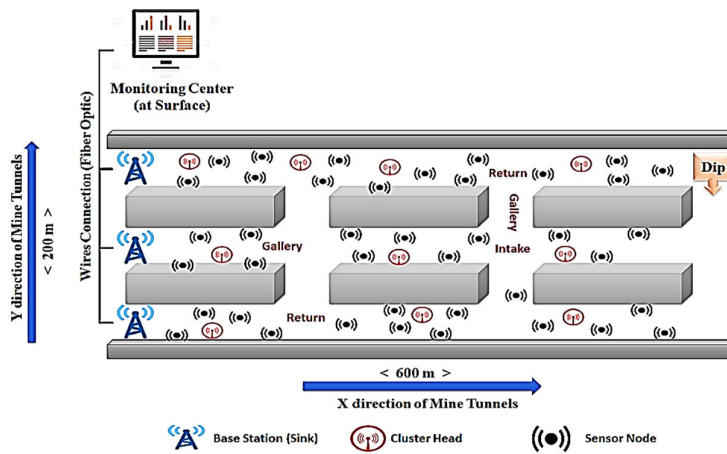 Monitoring Center
(at Surface)
Wires Connection (Fiber Optic)
Y direction of Mine Tunnels
< 200 m >
Return
Dip
Gallery
Gallery
Intake
Return
< 600 m >
X direction of Mine Tunnels
Base Station (Sink)
Cluster Head
Sensor Node